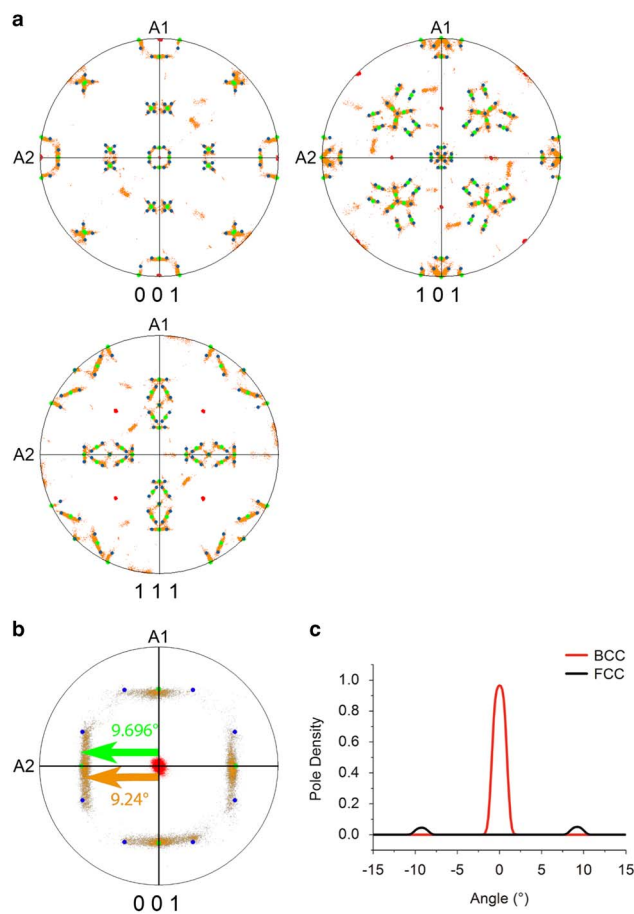 a
A1
A2
0 0 1
A1
A2
1 0 1
A1
A2
1 1 1
b
A1
A2
9.696°
9.24°
0 0 1
c
BCC
FCC
Pole Density
1.0
0.8
0.6
0.4
0.2
0.0
-15 -10 -5 0 5 10 15
Angle (°)